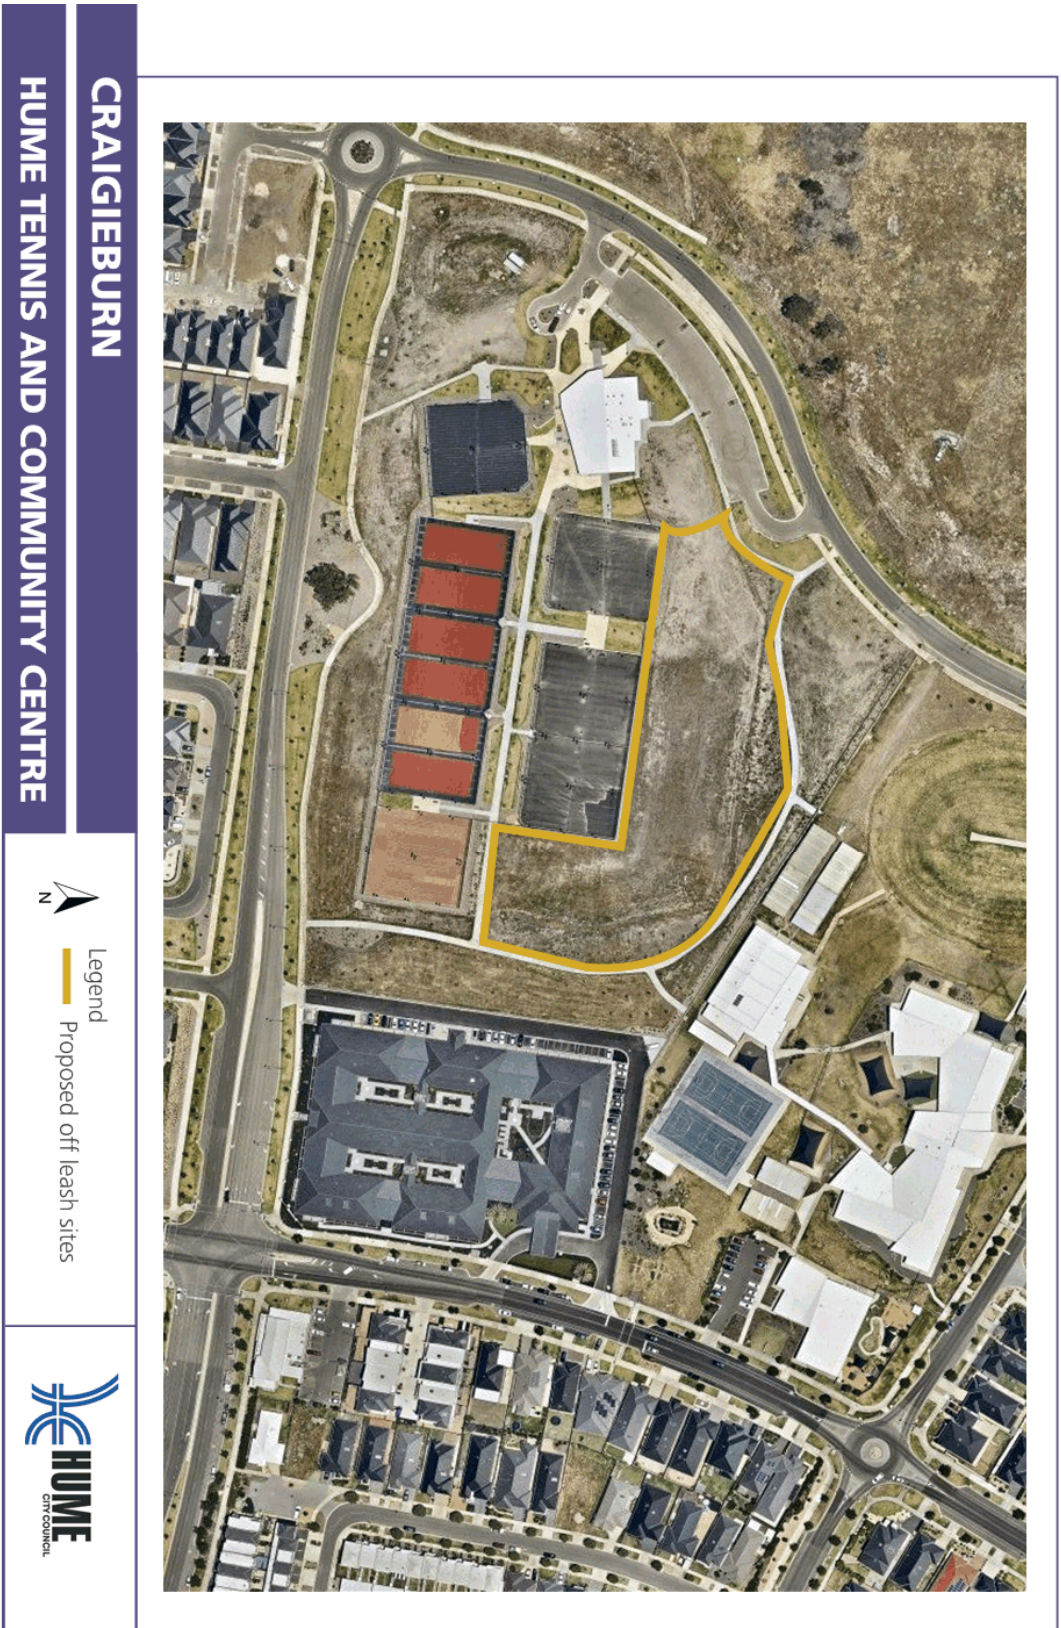 CRAIGIEBURN
HUME TENNIS AND COMMUNITY CENTRE
N
Legend
Proposed off leash sites
HUME
CITY COUNCIL